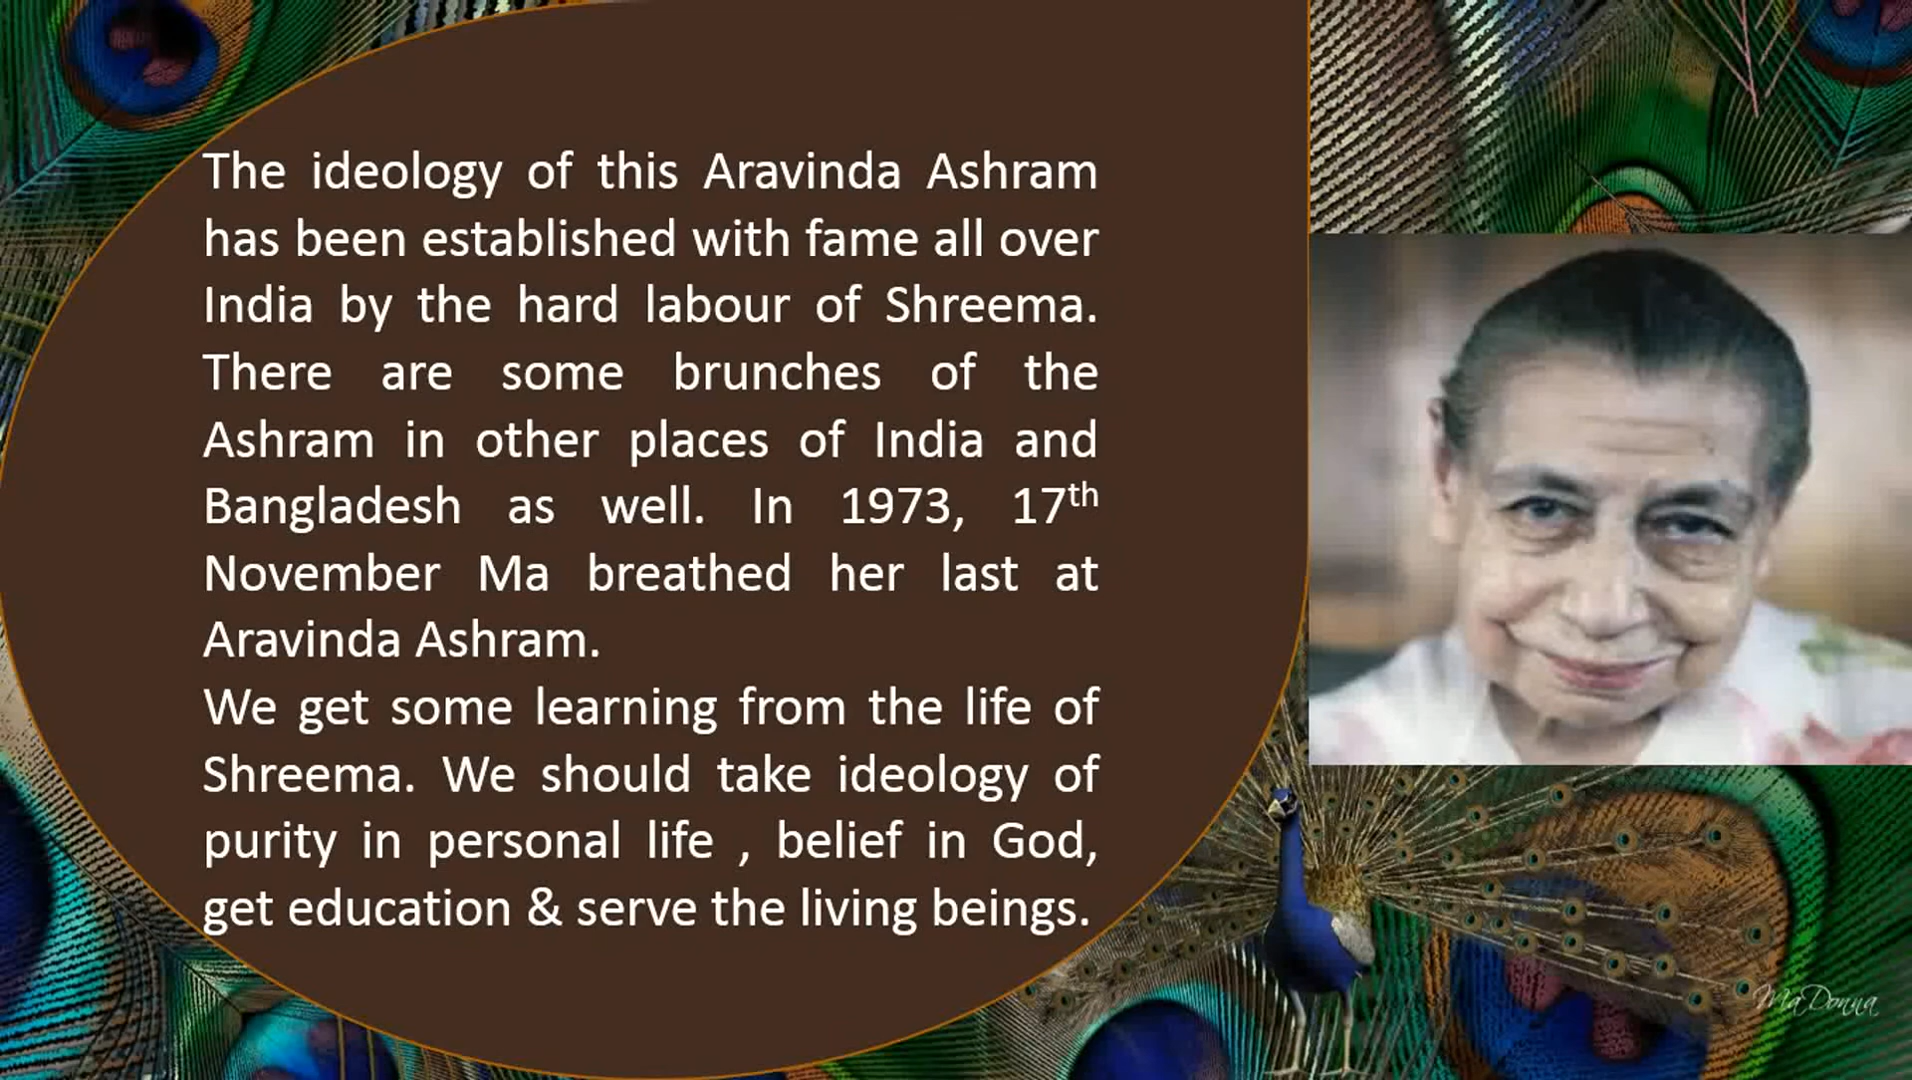 The ideology of this Aravinda Ashram
has been established with fame all over
India by the hard labour of Shreema.
There are some brunches of the
Ashram in other places of India and
Bangladesh as well. In 1973, 17th
November Ma breathed her last at
Aravinda Ashram.
We get some learning from the life of
Shreema. We should take ideology of
purity in personal life , belief in God,
get education & serve the living beings.
MaDonna